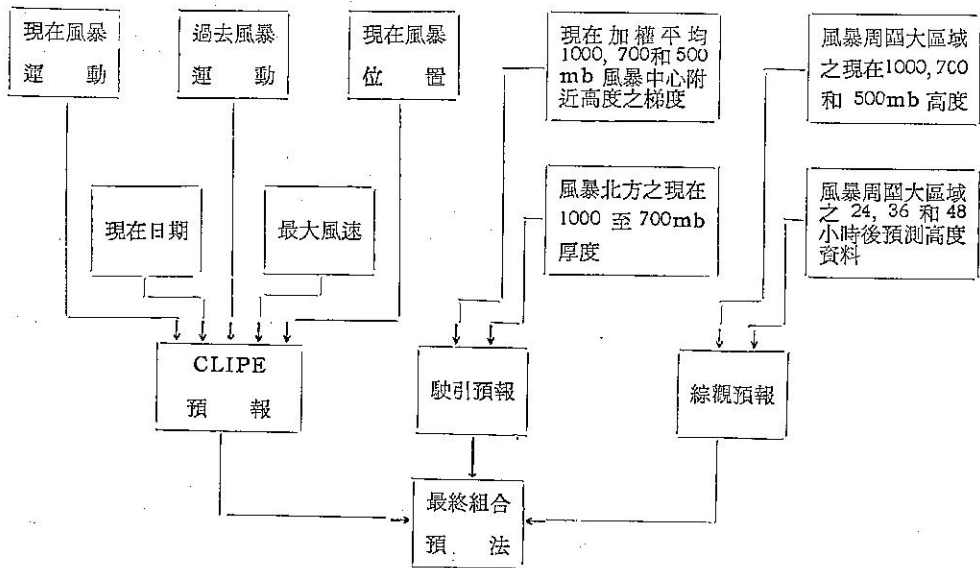 現在風暴
運動
過去風暴
運動
現在風暴
位置
現在加權平均
1000, 700和500
mb 風暴中心附
近高度之梯度
風暴周圍大區域
之現在1000, 700
和 500mb 高度
現在日期
最大風速
風暴北方之現在
1000 至 700mb
厚度
風暴周圍大區域
之 24, 36 和 48
小時後預測高度
資料
CLIPE
預報
駛引預報
綜觀預報
最終組合
預法